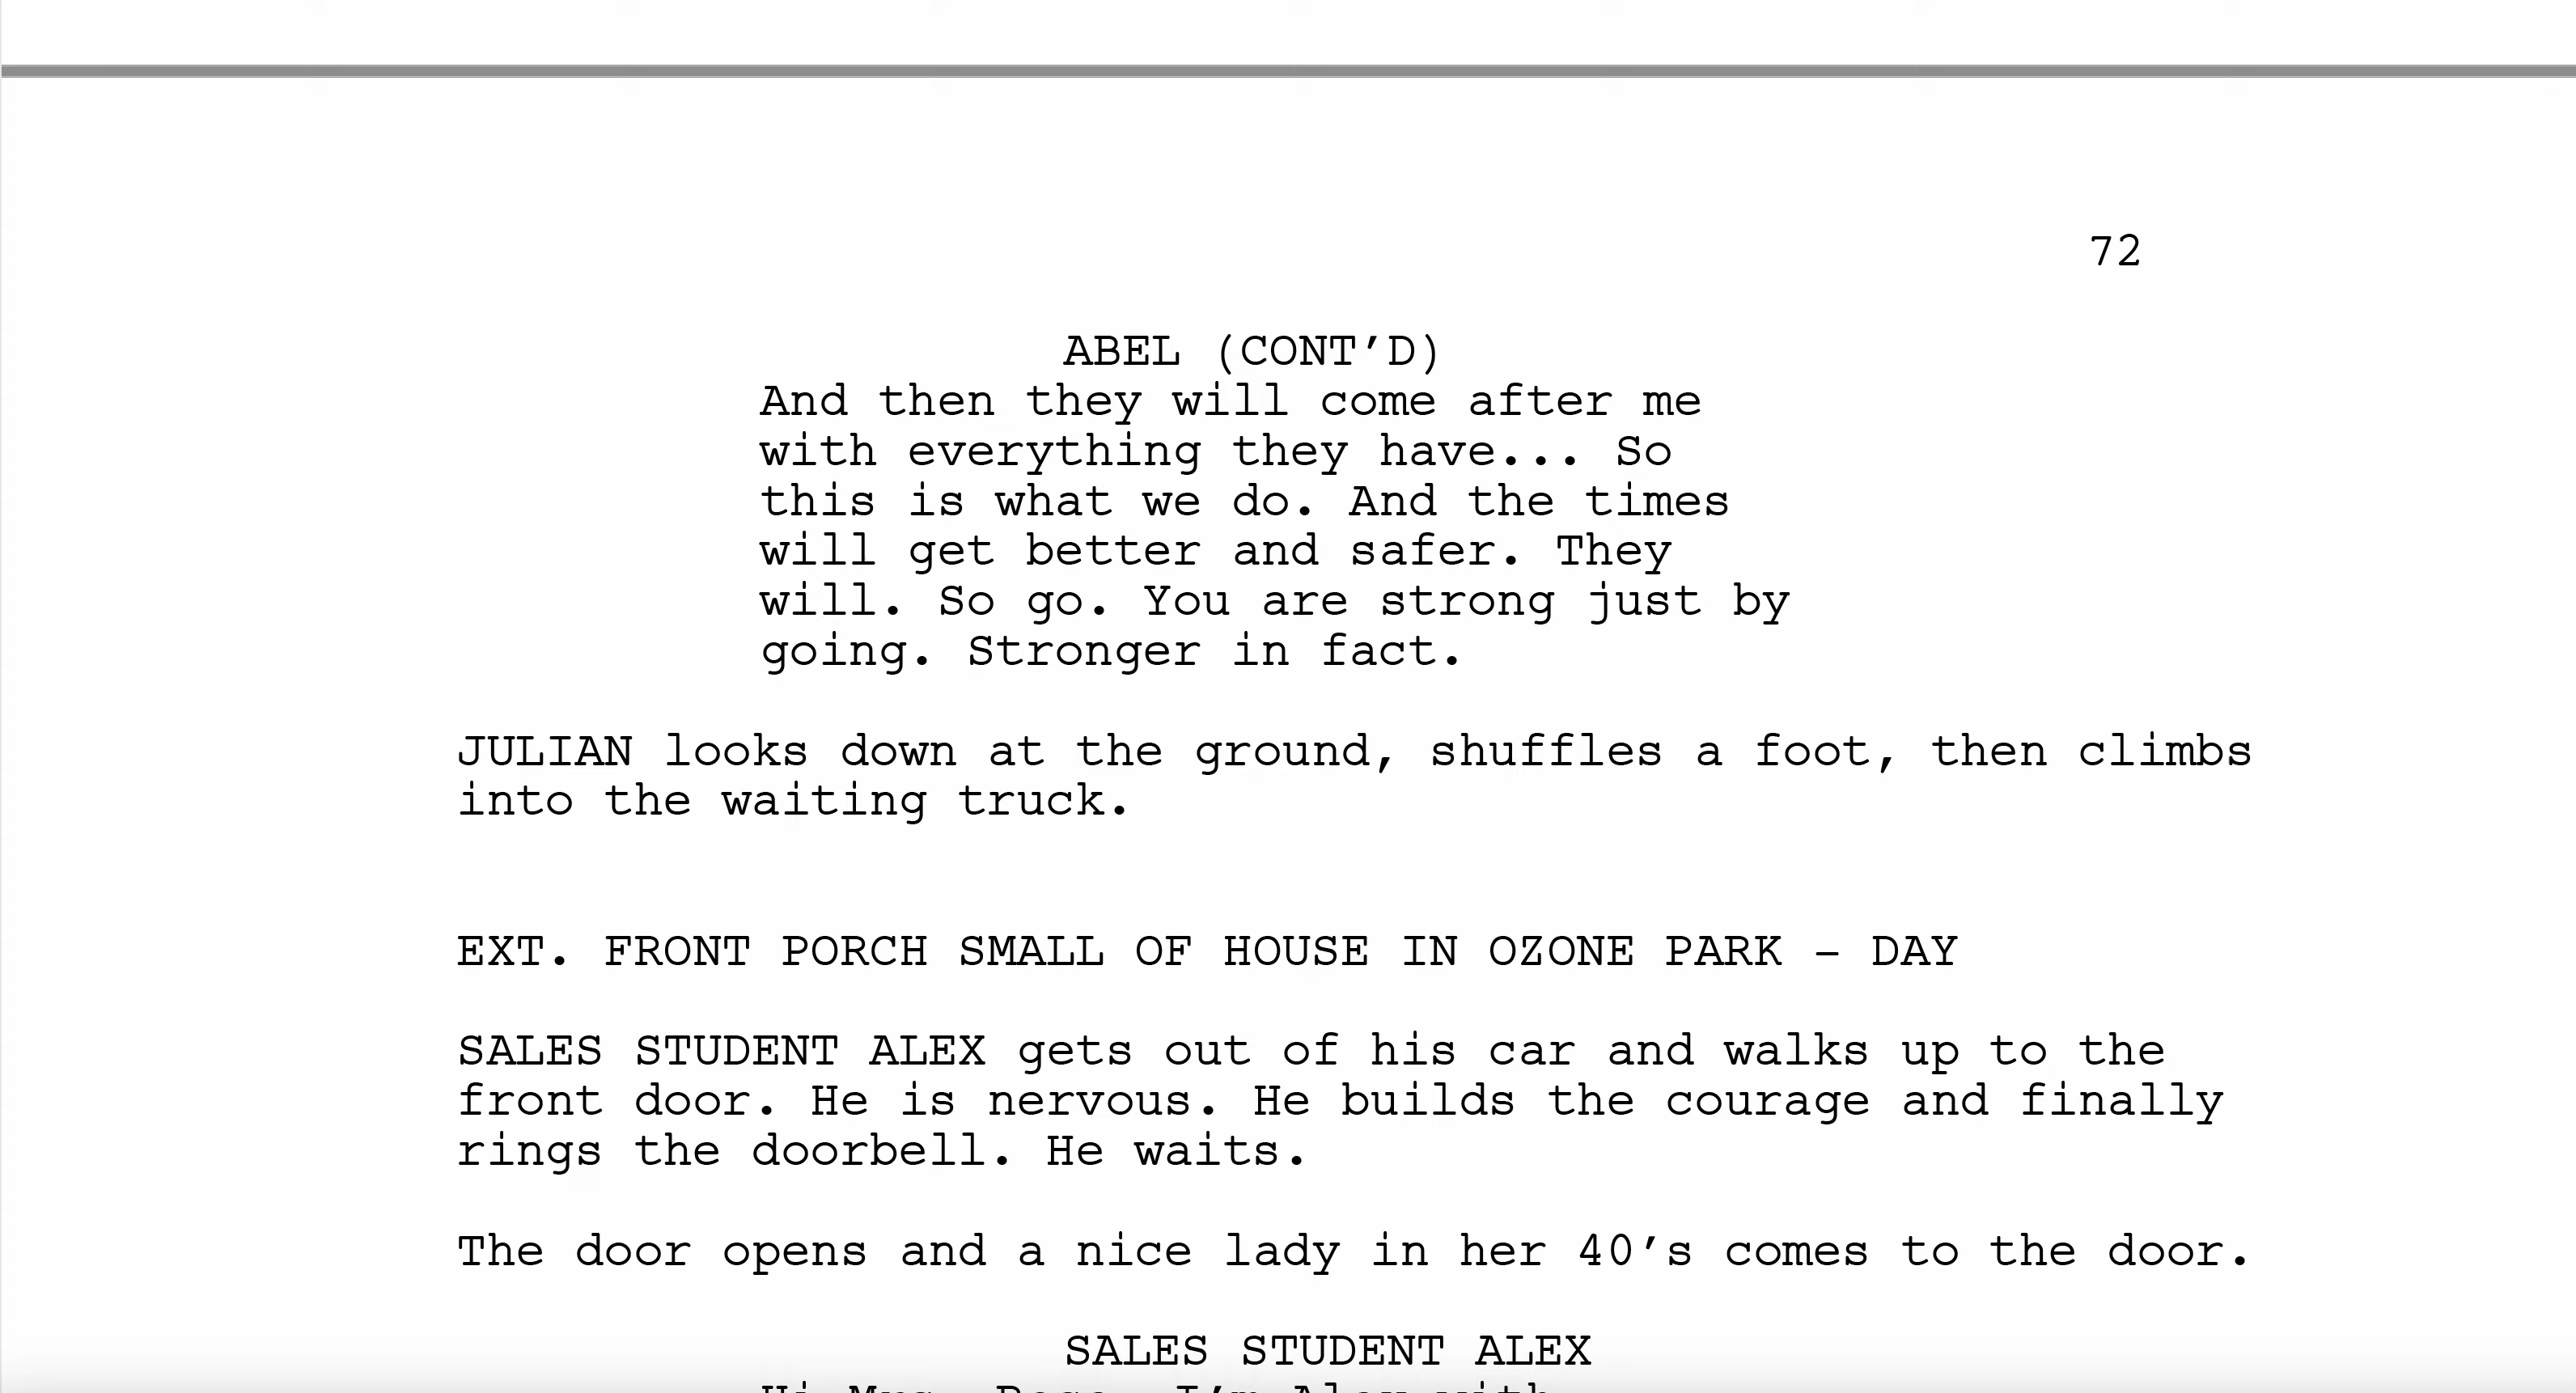 72
ABEL (CONT’D)
And then they will come after me
with everything they have... So
this is what we do. And the times
will get better and safer. They
will. So go. You are strong just by
going. Stronger in fact.
JULIAN looks down at the ground, shuffles a foot, then climbs
into the waiting truck.
EXT. FRONT PORCH SMALL OF HOUSE IN OZONE PARK - DAY
SALES STUDENT ALEX gets out of his car and walks up to the
front door. He is nervous. He builds the courage and finally
rings the doorbell. He waits.
The door opens and a nice lady in her 40’s comes to the door.
SALES STUDENT ALEX
Hi Mrs. I’m Alex with